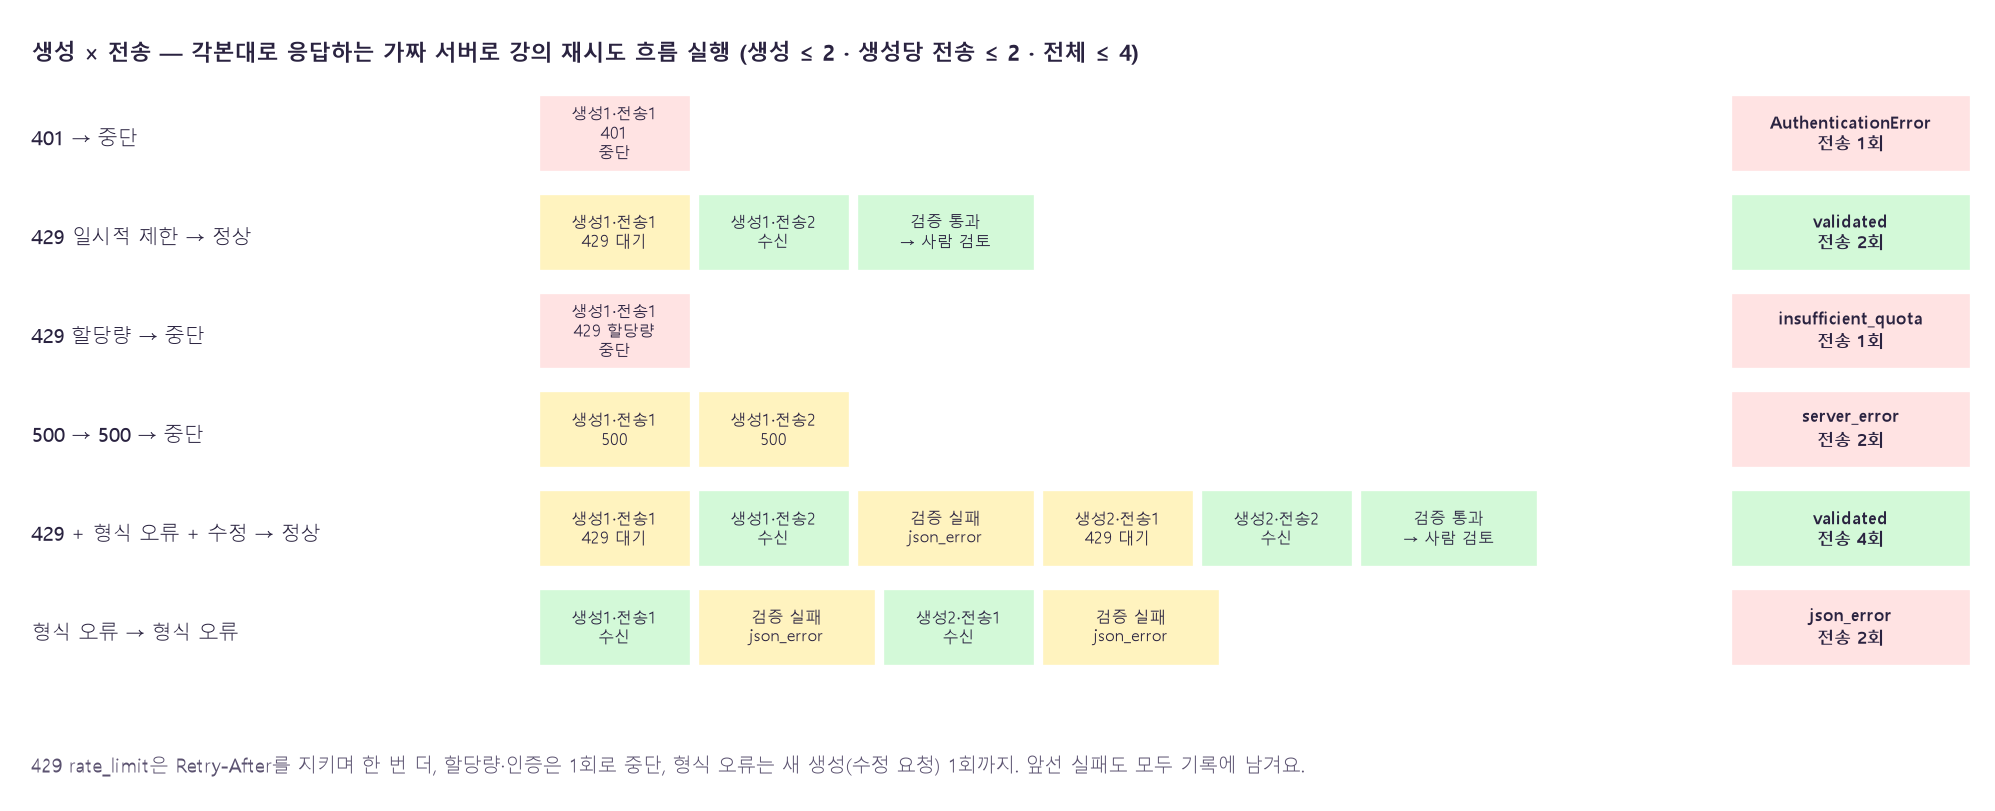 생성 × 전송 — 각본대로 응답하는 가짜 서버로 강의 재시도 흐름 실행 (생성 ≤ 2 · 생성당 전송 ≤ 2 · 전체 ≤ 4)
401 → 중단
생성1·전송1
401
중단
AuthenticationError
전송 1회
429 일시적 제한 → 정상
생성1·전송1
429 대기
생성1·전송2
수신
검증 통과
→ 사람 검토
validated
전송 2회
429 할당량 → 중단
생성1·전송1
429 할당량
중단
insufficient_quota
전송 1회
500 → 500 → 중단
생성1·전송1
500
생성1·전송2
500
server_error
전송 2회
429 + 형식 오류 + 수정 → 정상
생성1·전송1
429 대기
생성1·전송2
수신
검증 실패
json_error
생성2·전송1
429 대기
생성2·전송2
수신
검증 통과
→ 사람 검토
validated
전송 4회
형식 오류 → 형식 오류
생성1·전송1
수신
검증 실패
json_error
생성2·전송1
수신
검증 실패
json_error
json_error
전송 2회
429 rate_limit은 Retry-After를 지키며 한 번 더, 할당량·인증은 1회로 중단, 형식 오류는 새 생성(수정 요청) 1회까지. 앞선 실패도 모두 기록에 남겨요.